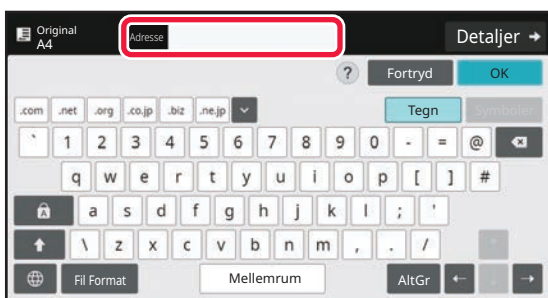 Original
A4
Adresse
Detaljer
? Fortryd OK
.com .net .org .co.jp .biz .ne.jp Tegn Symboler
` 1 2 3 4 5 6 7 8 9 0 - = @
q w e r t y u i o p [ ] #
A a s d f g h j k l ; '
\ z x c v b n m , . /
Fil Format Mellemrum AltGr ← ↓ →